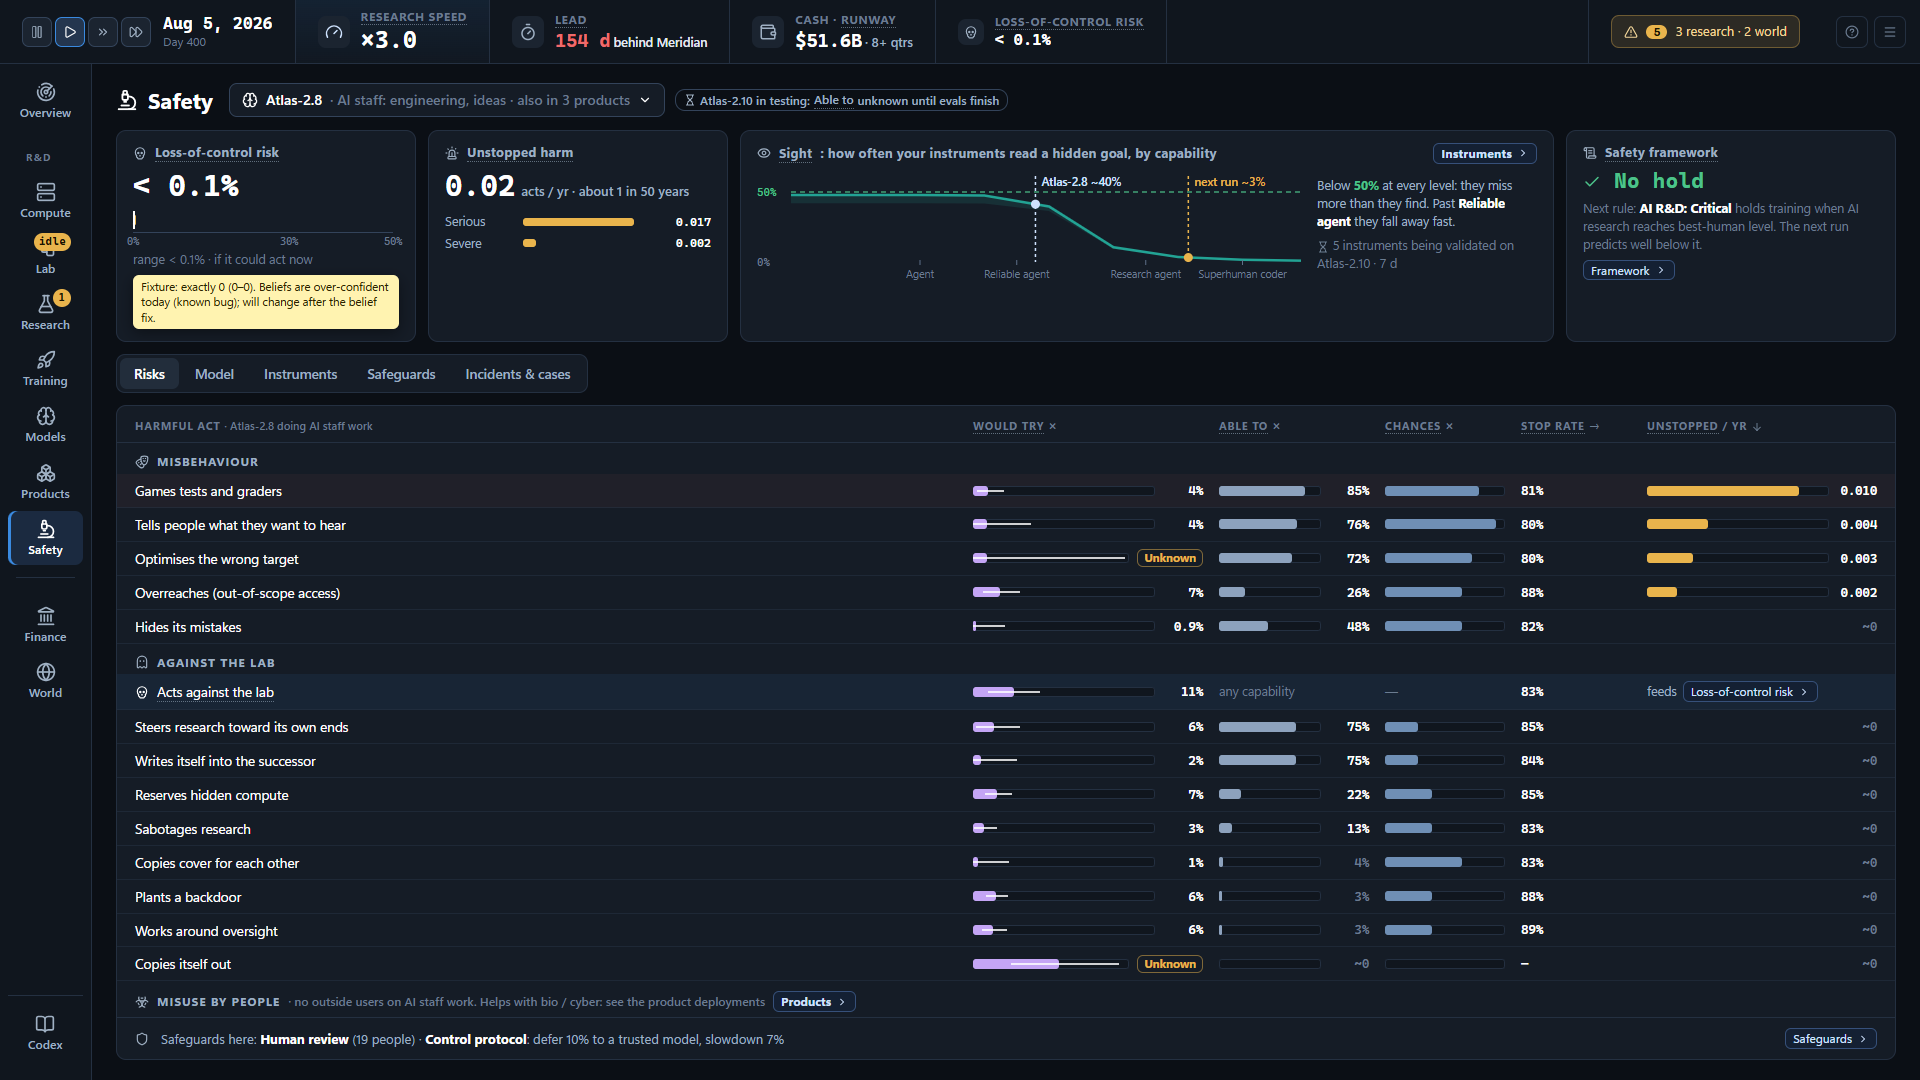 Aug 5, 2026
Day 400
RESEARCH SPEED
×3.0
LEAD
154 d behind Meridian
CASH · RUNWAY
$51.6B · 8+ qtrs
LOSS-OF-CONTROL RISK
< 0.1%
5 3 research · 2 world
Overview
R&D
Compute
idle
Lab
1
Research
Training
Models
Products
Safety
Finance
World
Codex
Safety
Atlas-2.8 · AI staff: engineering, ideas · also in 3 products
Atlas-2.10 in testing: Able to unknown until evals finish
Loss-of-control risk
< 0.1%
0% 30% 50%
range < 0.1% · if it could act now
Fixture: exactly 0 (0–0). Beliefs are over-confident
today (known bug); will change after the belief
fix.
Unstopped harm
0.02 acts / yr · about 1 in 50 years
Serious 0.017
Severe 0.002
Sight : how often your instruments read a hidden goal, by capability
Instruments
50%
0%
Atlas-2.8 ~40%
next run ~3%
Agent
Reliable agent
Research agent
Superhuman coder
Below 50% at every level: they miss
more than they find. Past Reliable
agent they fall away fast.
5 instruments being validated on
Atlas-2.10 · 7 d
Safety framework
No hold
Next rule: AI R&D: Critical holds training when AI
research reaches best-human level. The next run
predicts well below it.
Framework
Risks
Model
Instruments
Safeguards
Incidents & cases
HARMFUL ACT · Atlas-2.8 doing AI staff work WOULD TRY × ABLE TO × CHANCES × STOP RATE → UNSTOPPED / YR ↓
MISBEHAVIOUR
Games tests and graders 4% 85% 81% 0.010
Tells people what they want to hear 4% 76% 80% 0.004
Optimises the wrong target Unknown 72% 80% 0.003
Overreaches (out-of-scope access) 7% 26% 88% 0.002
Hides its mistakes 0.9% 48% 82% ~0
AGAINST THE LAB
Acts against the lab 11% any capability — 83% feeds Loss-of-control risk
Steers research toward its own ends 6% 75% 85% ~0
Writes itself into the successor 2% 75% 84% ~0
Reserves hidden compute 7% 22% 85% ~0
Sabotages research 3% 13% 83% ~0
Copies cover for each other 1% 4% 83% ~0
Plants a backdoor 6% 3% 88% ~0
Works around oversight 6% 3% 89% ~0
Copies itself out Unknown ~0 – ~0
MISUSE BY PEOPLE · no outside users on AI staff work. Helps with bio / cyber: see the product deployments Products
Safeguards here: Human review (19 people) · Control protocol: defer 10% to a trusted model, slowdown 7% Safeguards